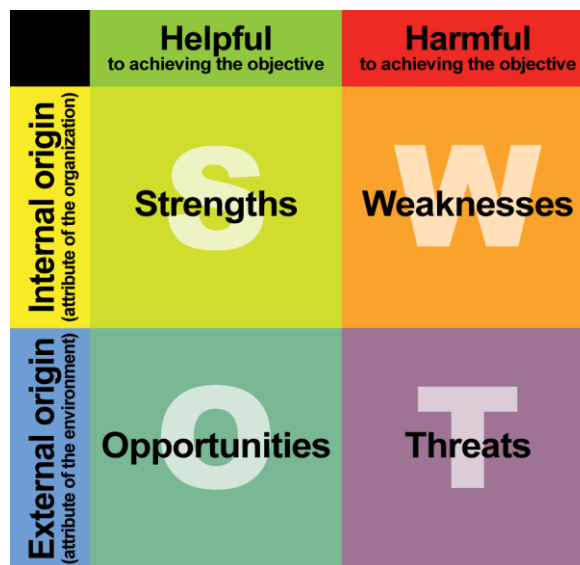 Helpful
to achieving the objective
Harmful
to achieving the objective
Internal origin
(attribute of the organization)
S
Strengths
W
Weaknesses
External origin
(attribute of the environment)
O
Opportunities
T
Threats